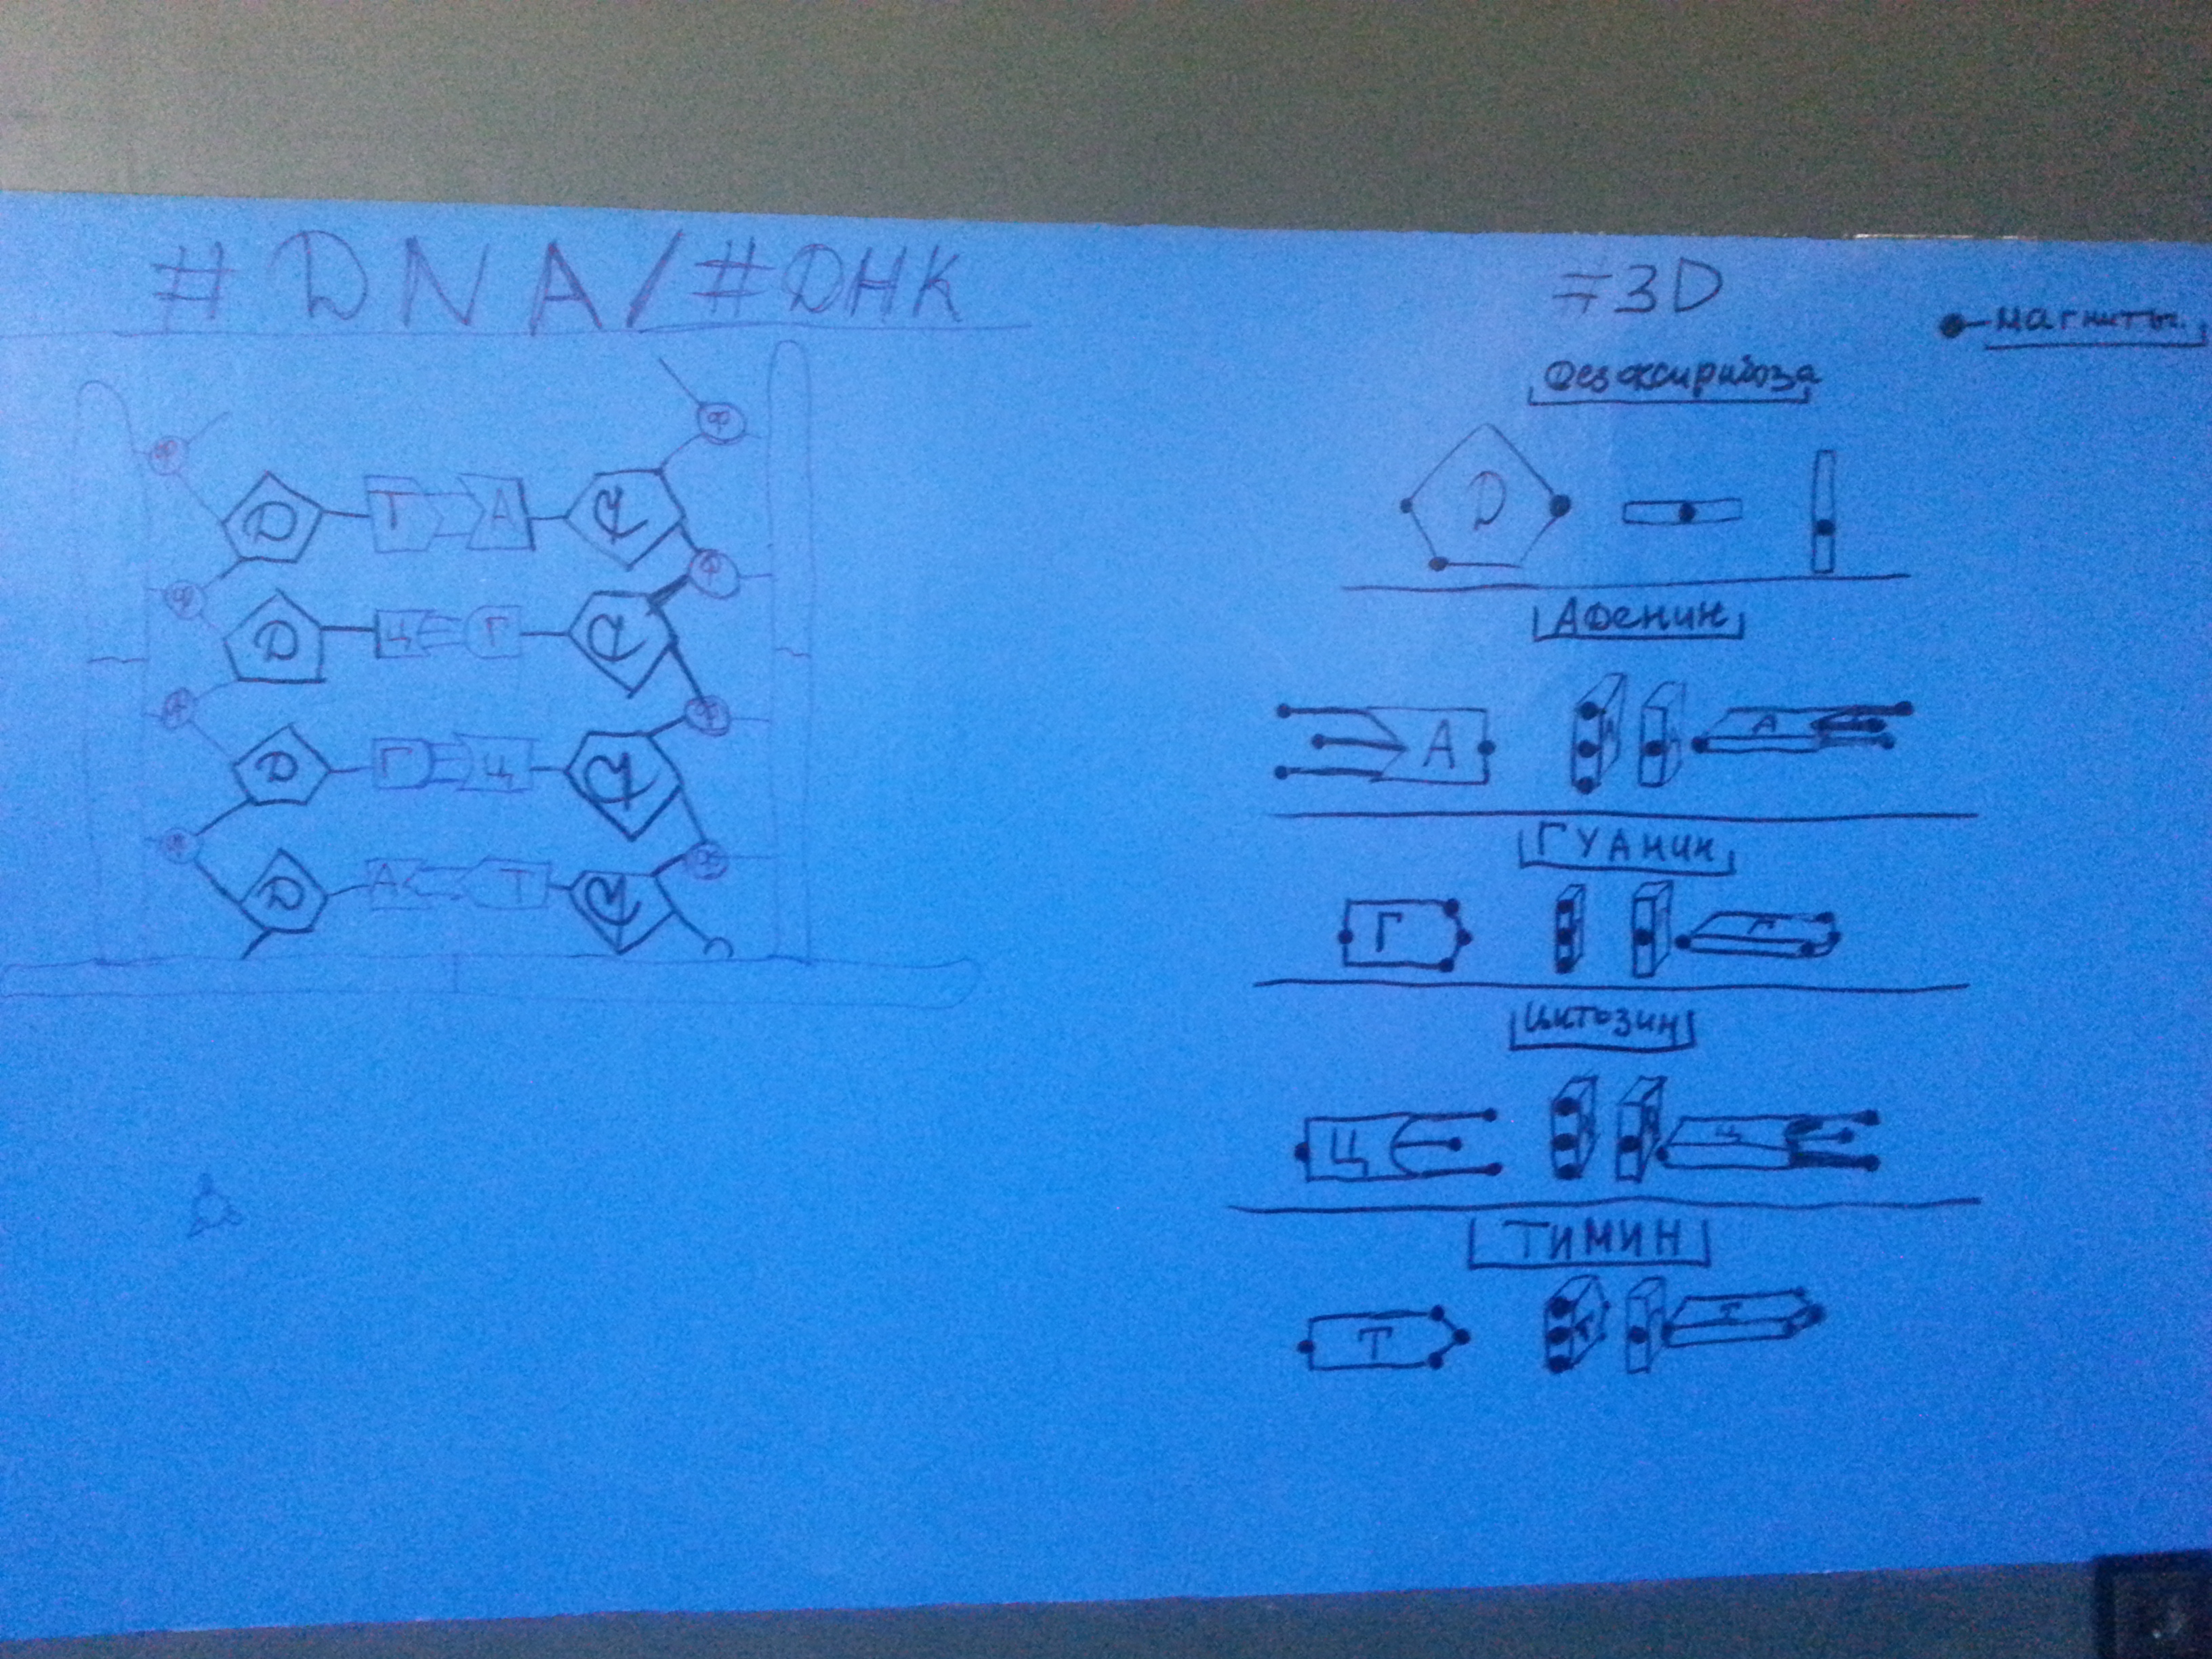 #DNA/#ДНК
#3D
магниты.
Дезоксирибоза
Д
Ф
Ф
Д Т А Д
Ф
Ф
Д Ц Г Д
Ф
Ф
Д Г Ц Д
Ф
Ф
Д А Т Д
Аденин
А А
Гуанин
Г Г
Цитозин
Ц Ц
Тимин
Т Т